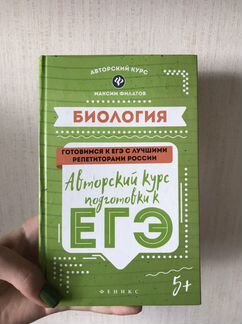 АВТОРСКИЙ КУРС
МАКСИМ ФИЛАТОВ
БИОЛОГИЯ
ГОТОВИМСЯ К ЕГЭ С ЛУЧШИМИ
РЕПЕТИТОРАМИ РОССИИ
Авторский курс
подготовки к
ЕГЭ
5+
ФЕНИКС